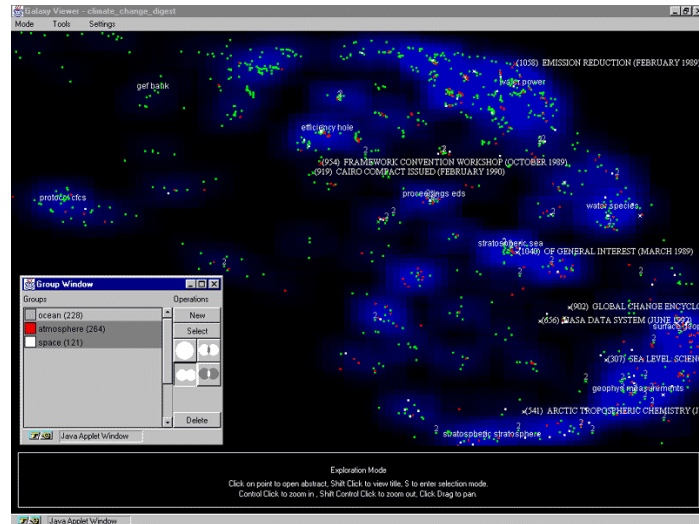 Galaxy Viewer - climate_change_digest
Mode Tools Settings
(1058) EMISSION REDUCTION (FEBRUARY 1989)
water power
gef batik
efficiency hole
(954) FRAMEWORK CONVENTION WORKSHOP (OCTOBER 1989)
(919) CAIRO COMPACT ISSUED (FEBRUARY 1990)
protocol cfcs
proceedings eds
water species
stratospheric sea
(1040) OF GENERAL INTEREST (MARCH 1989)
Group Window
Groups Operations
ocean (228)
New
atmosphere (264)
Select
space (121)
Delete
Java Applet Window
(902) GLOBAL CHANGE ENCYCLO
(656) NASA DATA SYSTEM (JUNE 1992)
(307) SEA LEVEL SCIEN
geophys measurements
(541) ARCTIC TROPOSPHERIC CHEMISTRY (J
stratospheric stratosphere
Exploration Mode
Click on point to open abstract, Shift Click to view title, S to enter selection mode.
Control Click to zoom in , Shift Control Click to zoom out, Click Drag to pan.
Java Applet Window